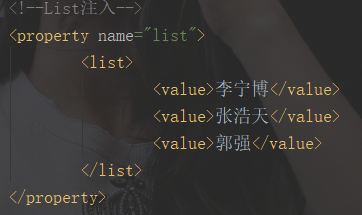 <!--List注入-->
<property name="list">
<list>
<value>李宁博</value>
<value>张浩天</value>
<value>郭强</value>
</list>
</property>